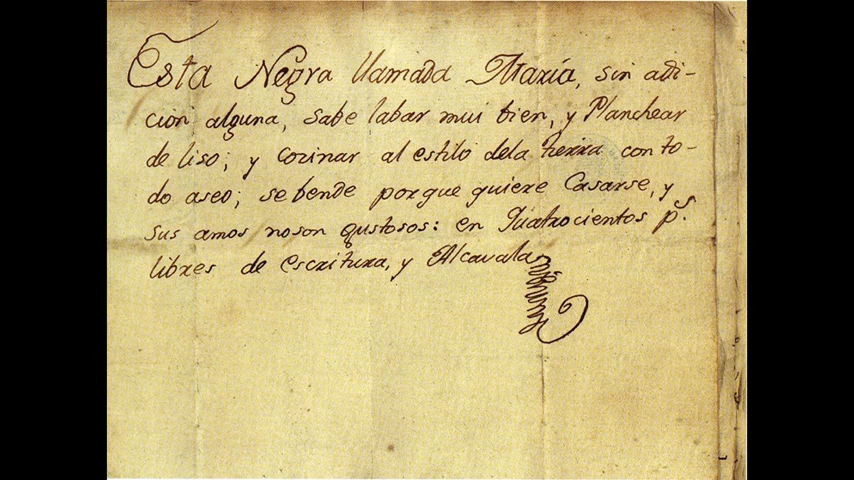 Esta Negra llamada María, sin adi-
cion alguna, sabe labar mui bien, y Planchear
de liso; y Cozinar al estilo dela tierra con to-
do aseo; se bende porque quiere Casarse, y
sus amos noson gustosos: en Quatrocientos p.s
libres de escritura, y Alcavala